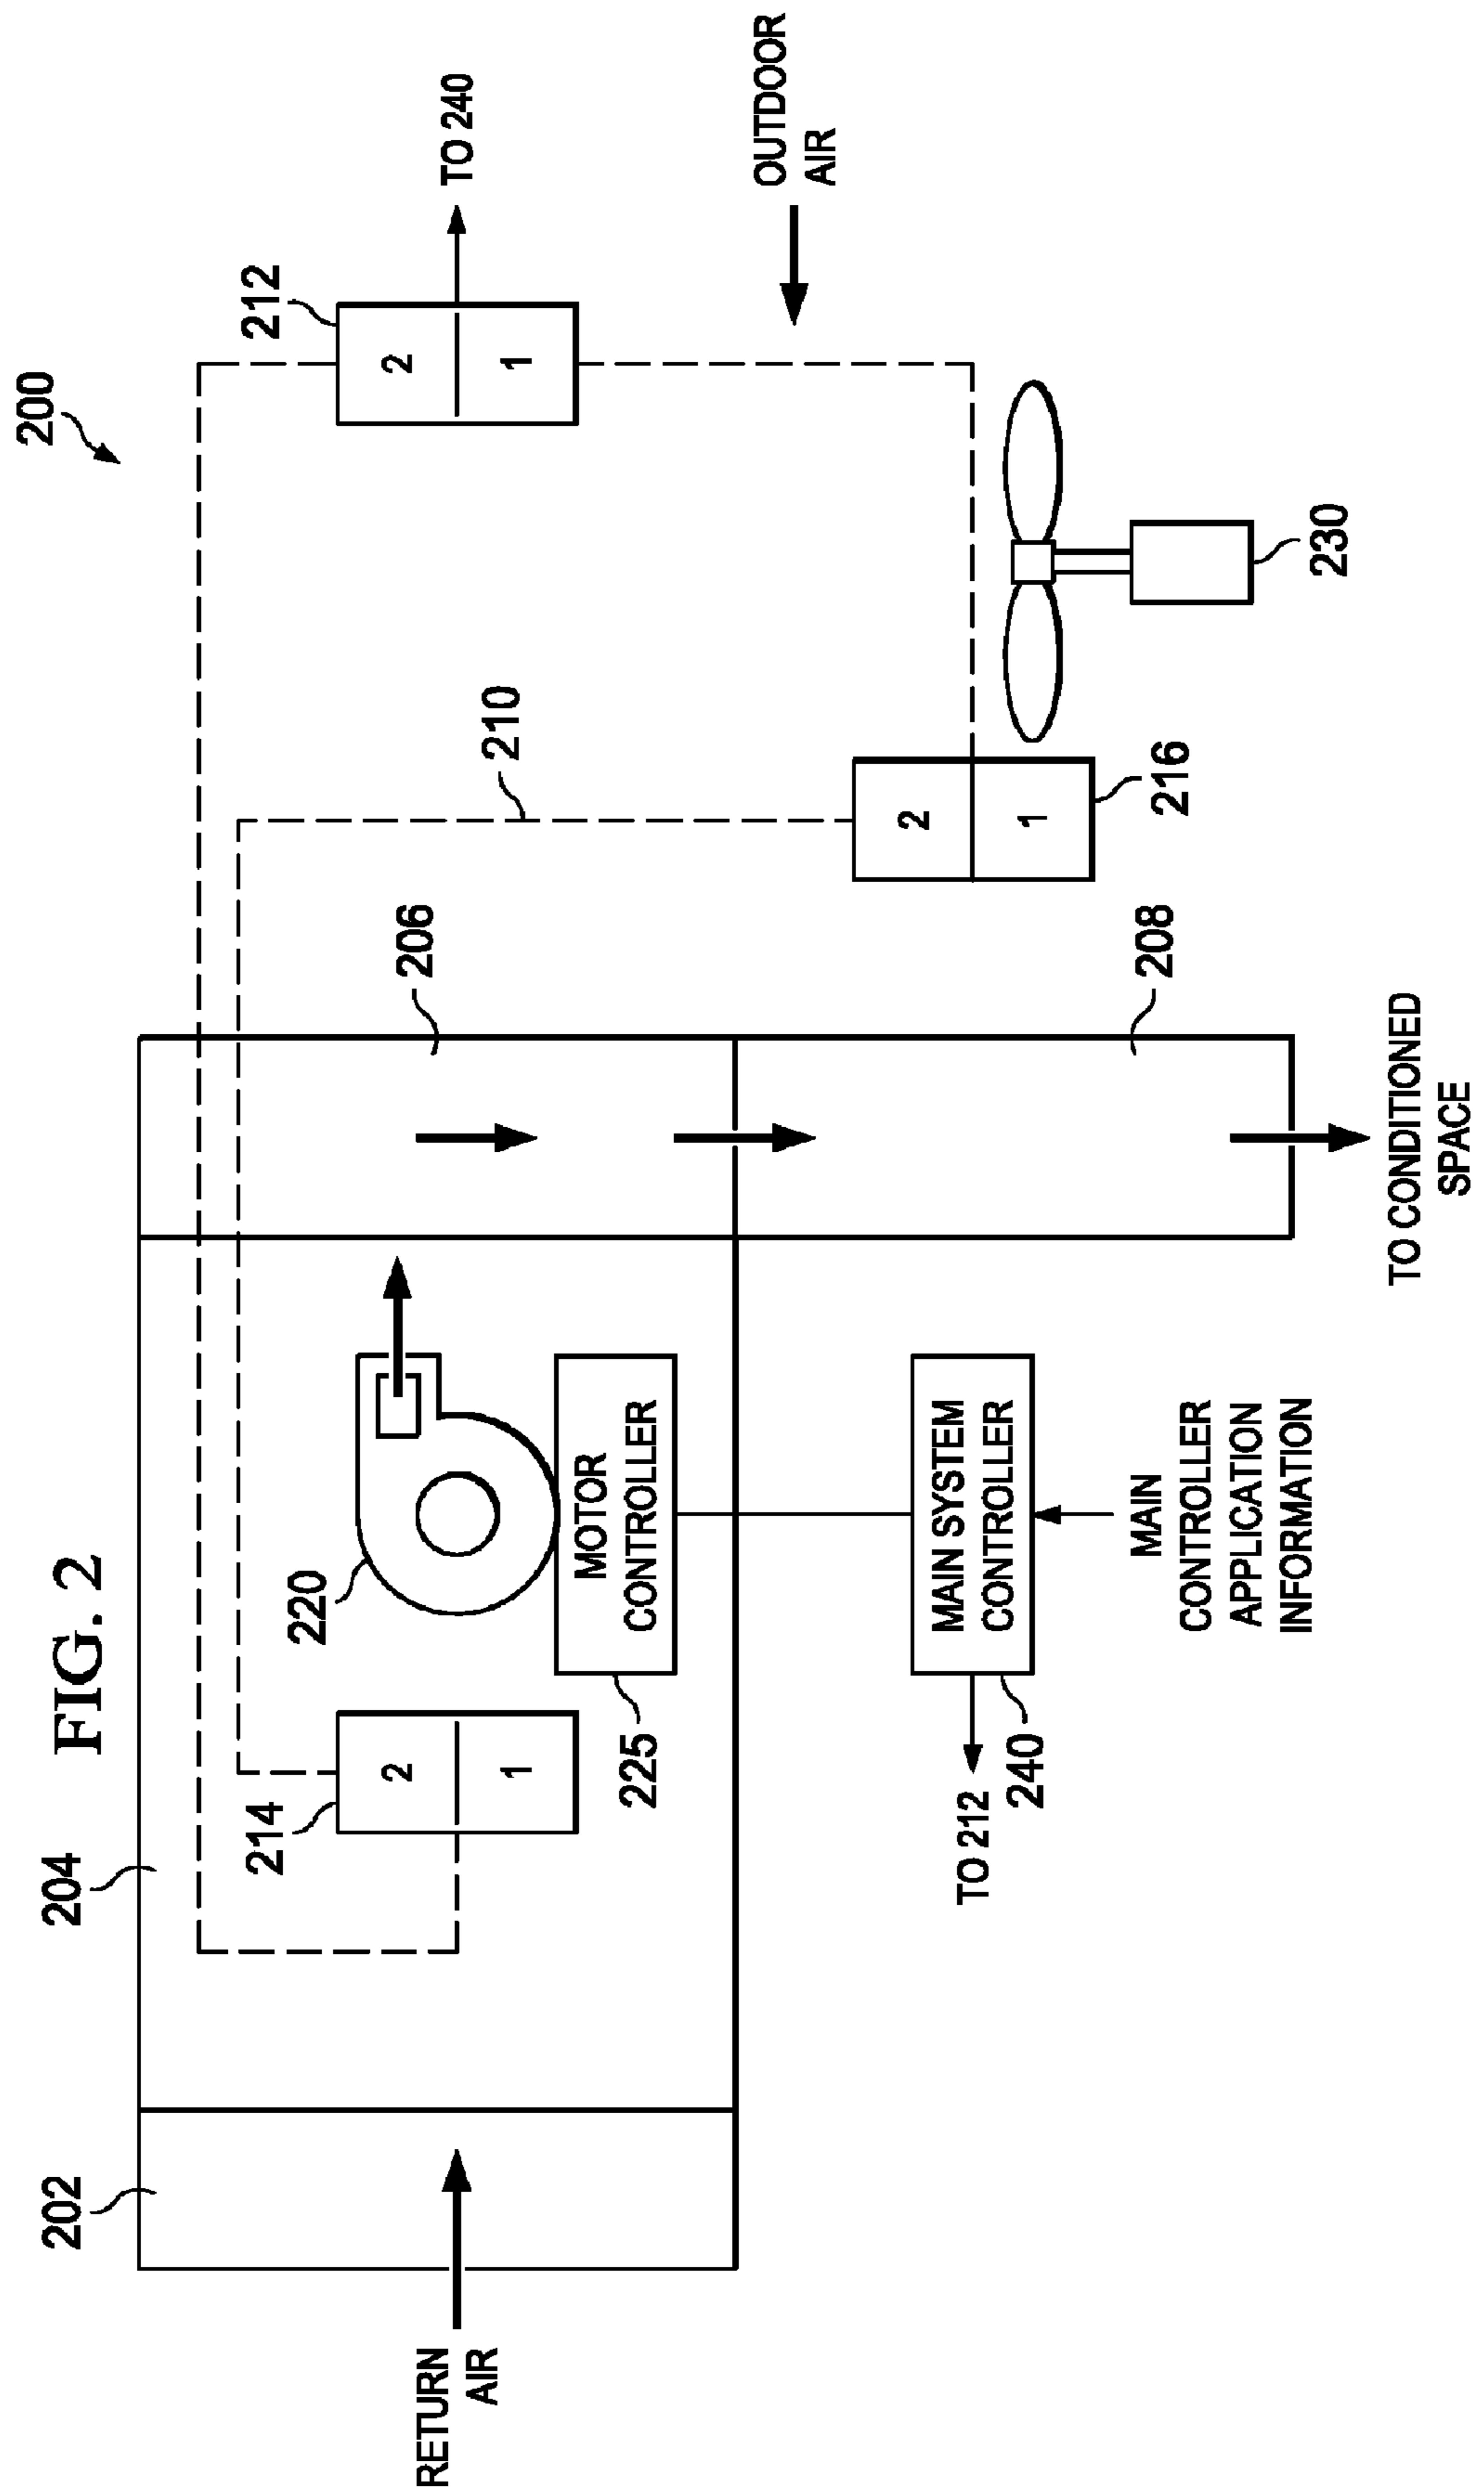 FIG. 2
200
202
204
206
208
210
212
2
1
TO 240
214
2
1
216
2
1
220
225
MOTOR
CONTROLLER
230
OUTDOOR
AIR
RETURN
AIR
240
MAIN SYSTEM
CONTROLLER
TO 212
MAIN
CONTROLLER
APPLICATION
INFORMATION
TO CONDITIONED
SPACE